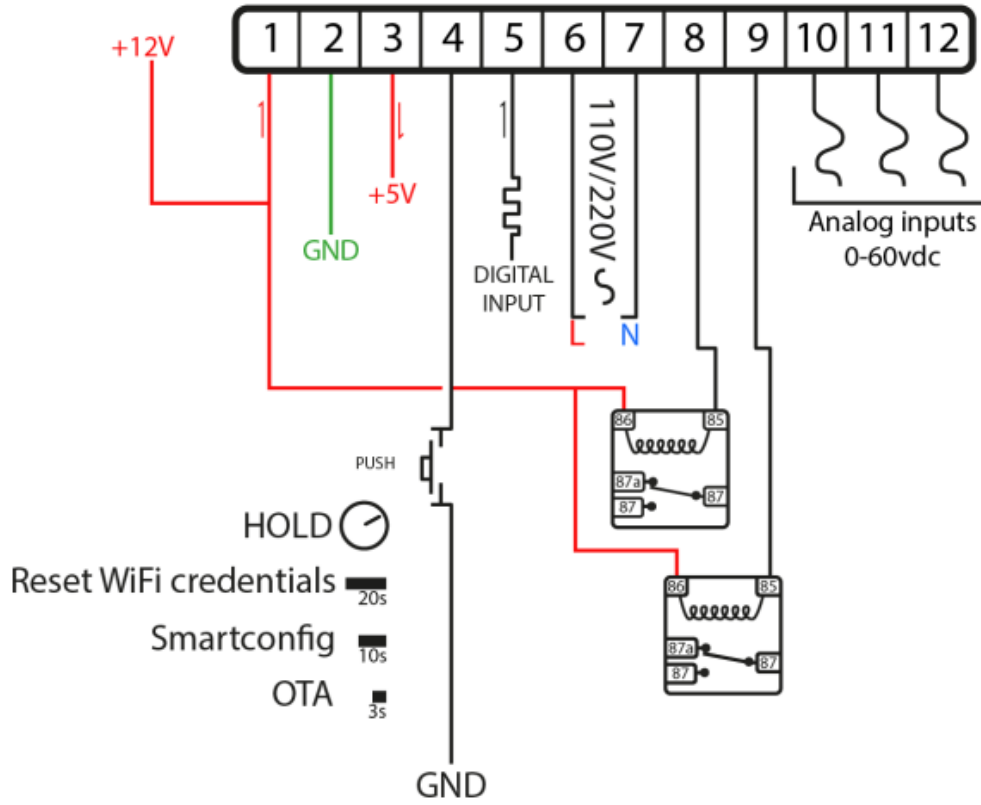 1 2 3 4 5 6 7 8 9 10 11 12
+12V
+5V
GND
DIGITAL
INPUT
110V/220V
L N
Analog inputs
0-60vdc
86 85
87a
87
87
86 85
87a
87
87
PUSH
HOLD
Reset WiFi credentials
20s
Smartconfig
10s
OTA
3s
GND